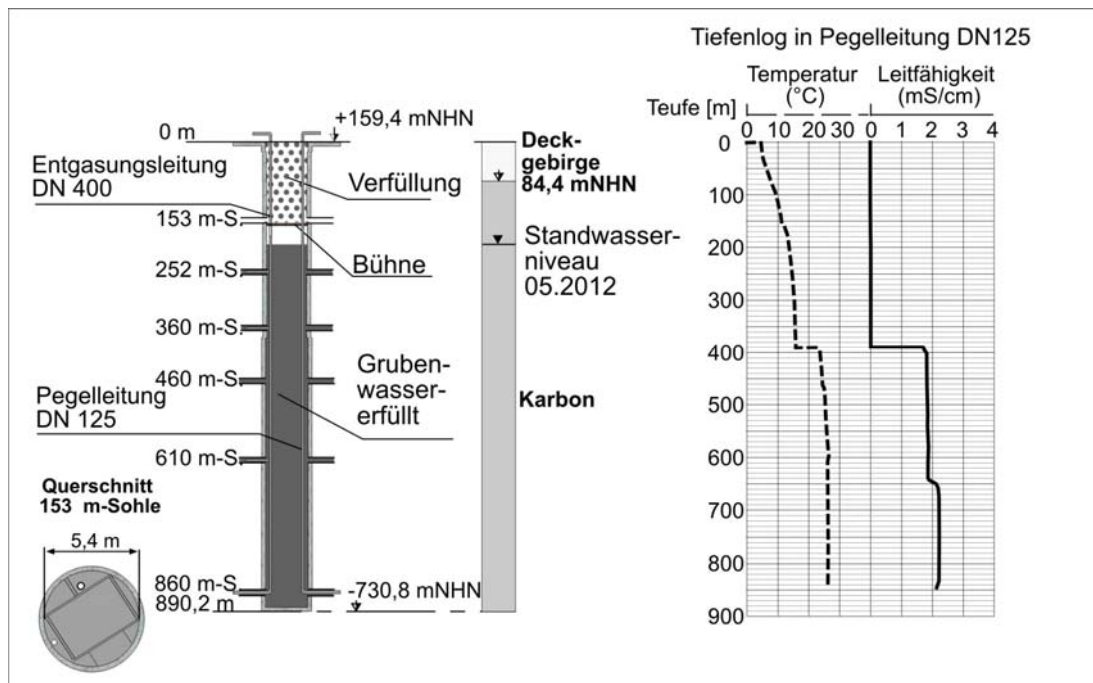 Tiefenlog in Pegelleitung DN125
Temperatur
(°C)
Leitfähigkeit
(mS/cm)
Teufe [m]
0 10 20 30
0 1 2 3 4
0
100
200
300
400
500
600
700
800
900
0 m
+159,4 mNHN
Entgasungsleitung
DN 400
Verfüllung
153 m-S.
Bühne
252 m-S.
360 m-S.
460 m-S.
Gruben-
wasser-
erfüllt
Pegelleitung
DN 125
610 m-S.
860 m-S.
890,2 m
-730,8 mNHN
Deck-
gebirge
84,4 mNHN
Standwasser-
niveau
05.2012
Karbon
Querschnitt
153 m-Sohle
5,4 m